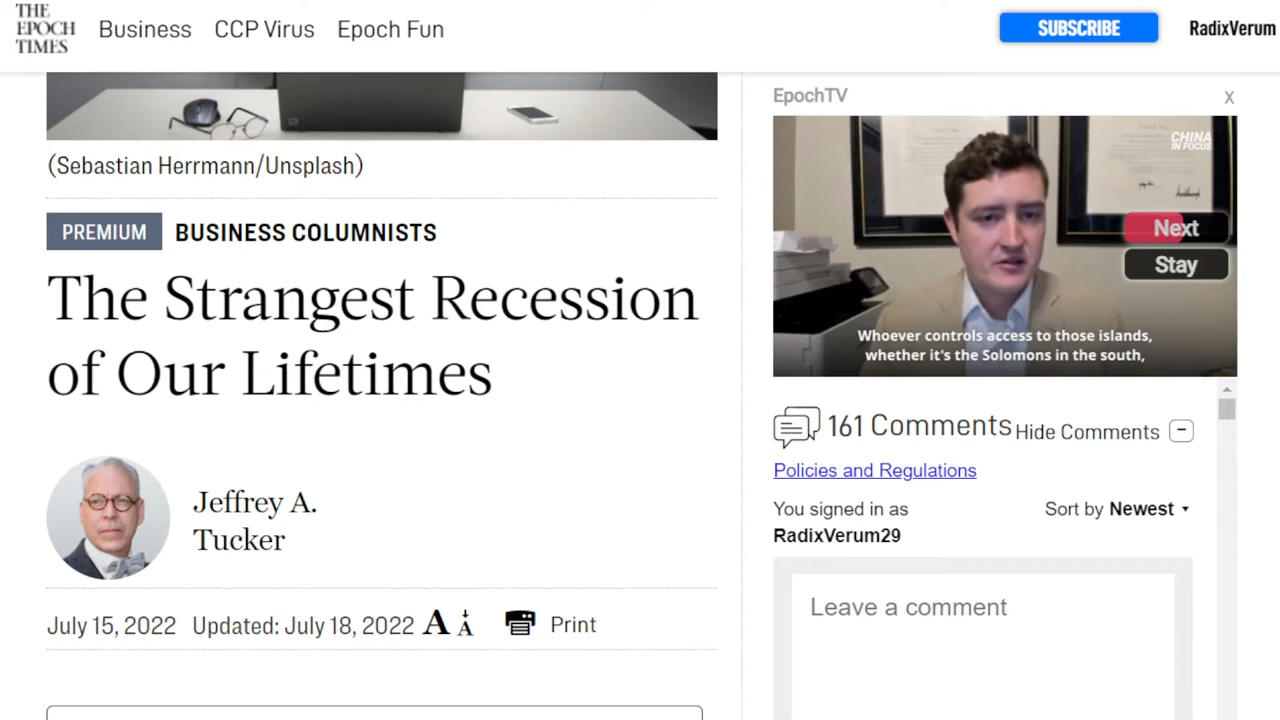 THE
EPOCH
TIMES
Business CCP Virus Epoch Fun
SUBSCRIBE
RadixVerum
(Sebastian Herrmann/Unsplash)
PREMIUM BUSINESS COLUMNISTS
The Strangest Recession
of Our Lifetimes
Jeffrey A.
Tucker
July 15, 2022 Updated: July 18, 2022 A A Print
EpochTV X
CHINA
IN FOCUS
Next
Stay
Whoever controls access to those islands,
whether it's the Solomons in the south,
161 Comments Hide Comments −
Policies and Regulations
You signed in as
RadixVerum29
Sort by Newest
Leave a comment